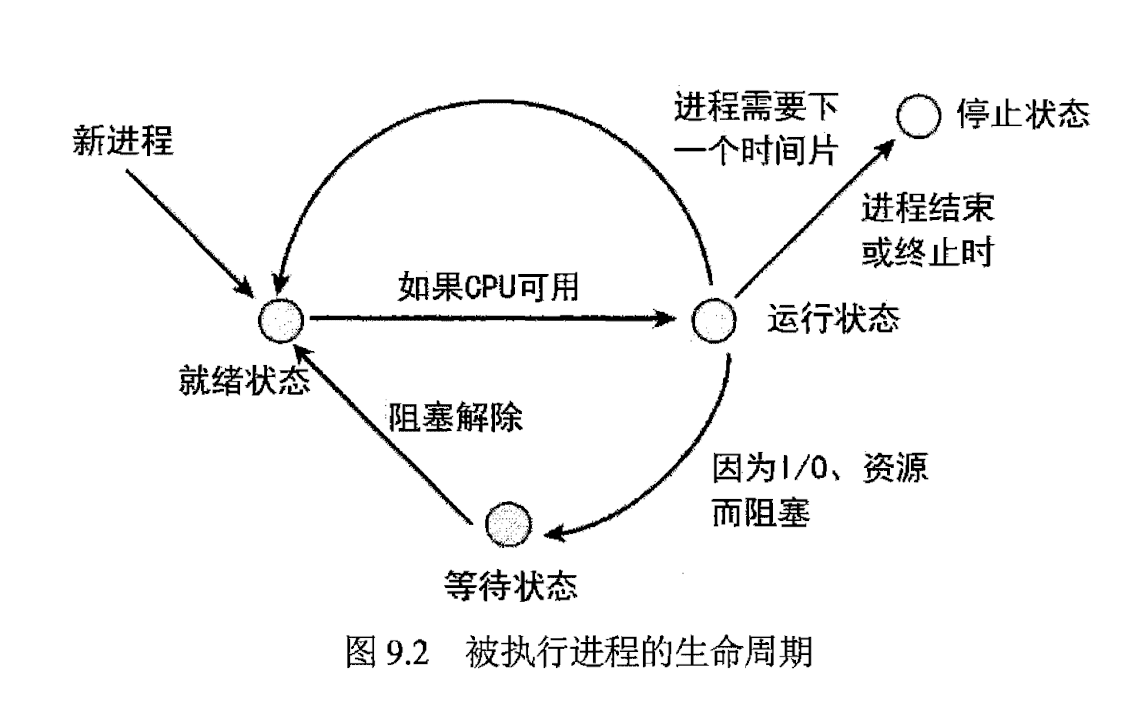 新进程
进程需要下
一个时间片
停止状态
进程结束
或终止时
如果CPU可用
运行状态
就绪状态
阻塞解除
因为I/O、资源
而阻塞
等待状态
图 9.2 被执行进程的生命周期